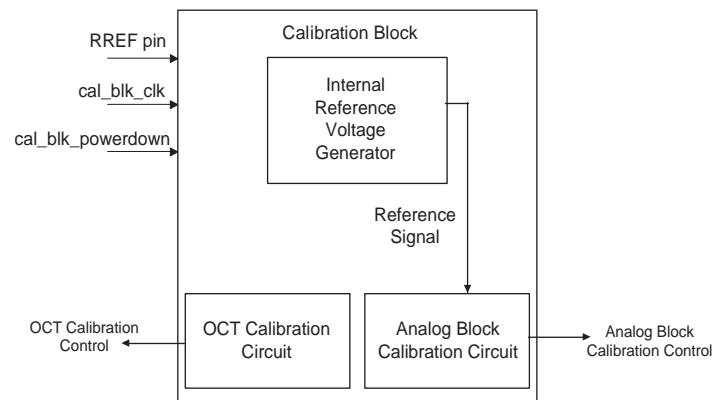 Calibration Block
RREF pin
cal_blk_clk
cal_blk_powerdown
Internal
Reference
Voltage
Generator
Reference
Signal
OCT Calibration
Control
OCT Calibration
Circuit
Analog Block
Calibration Circuit
Analog Block
Calibration Control